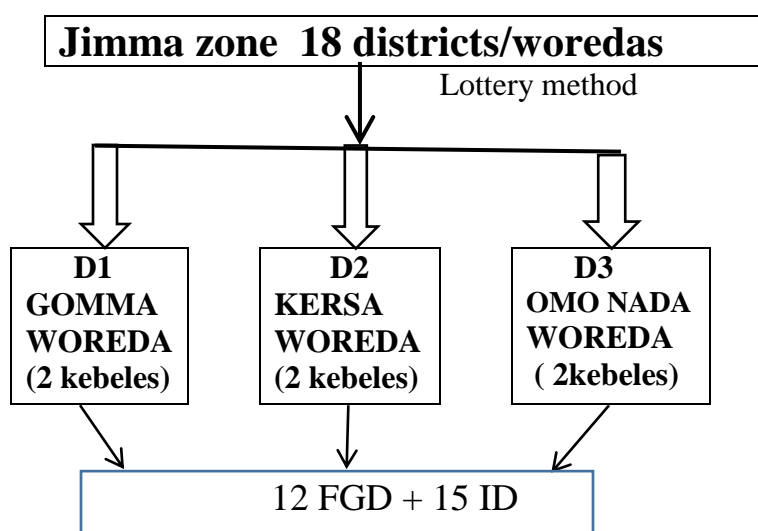 Jimma zone 18 districts/woredas
Lottery method
D1
GOMMA
WOREDA
(2 kebeles)
D2
KERSA
WOREDA
(2 kebeles)
D3
OMO NADA
WOREDA
( 2kebeles)
12 FGD + 15 ID